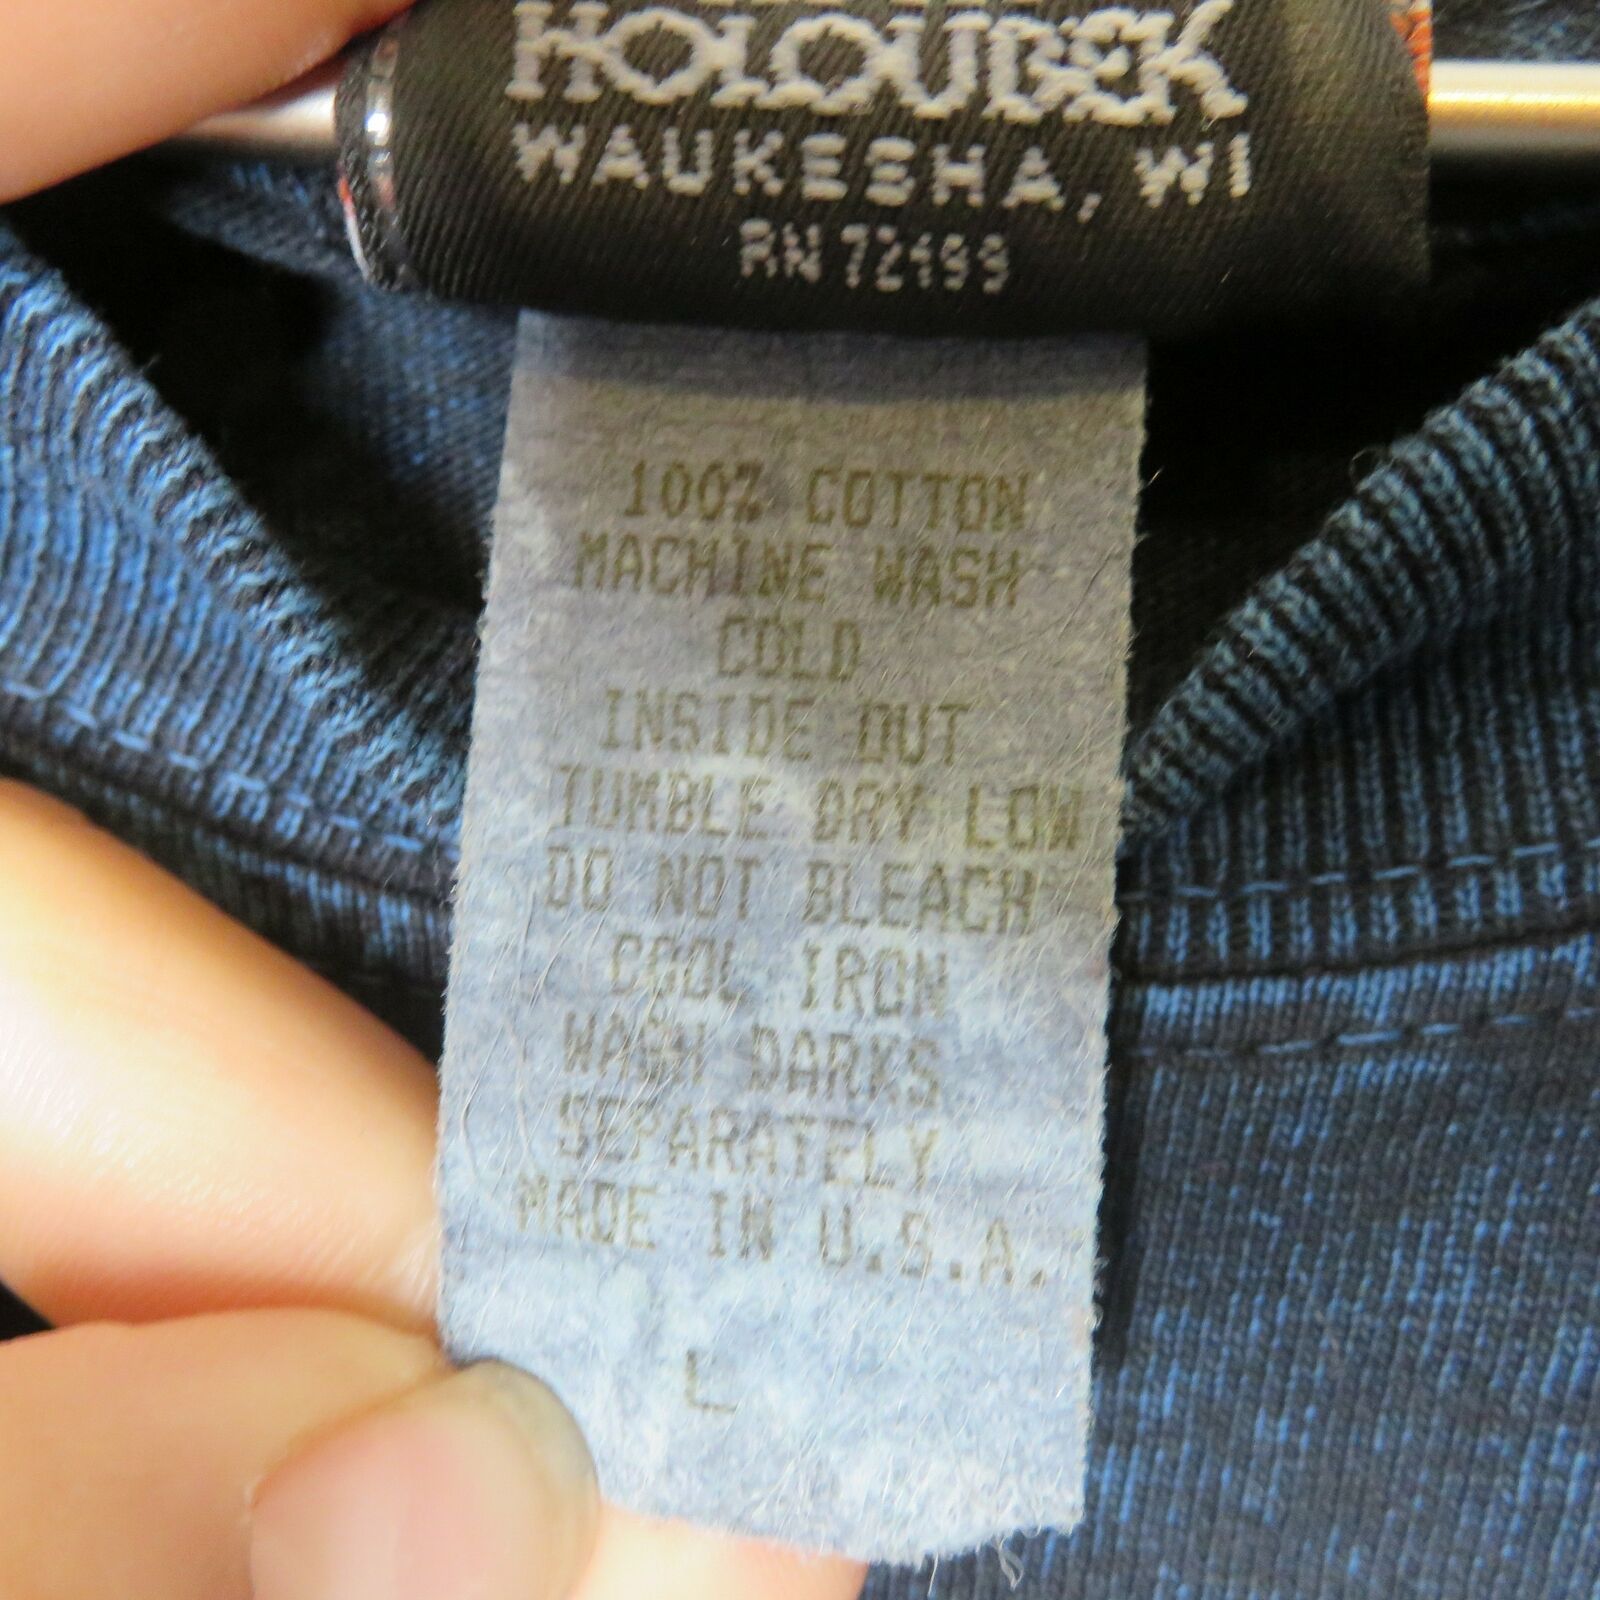 HOLOUBEK
WAUKESHA, WI
RN 72199
100% COTTON
MACHINE WASH
COLD
INSIDE OUT
TUMBLE DRY LOW
DO NOT BLEACH
COOL IRON
WASH DARKS
SEPARATELY
MADE IN U.S.A.
L